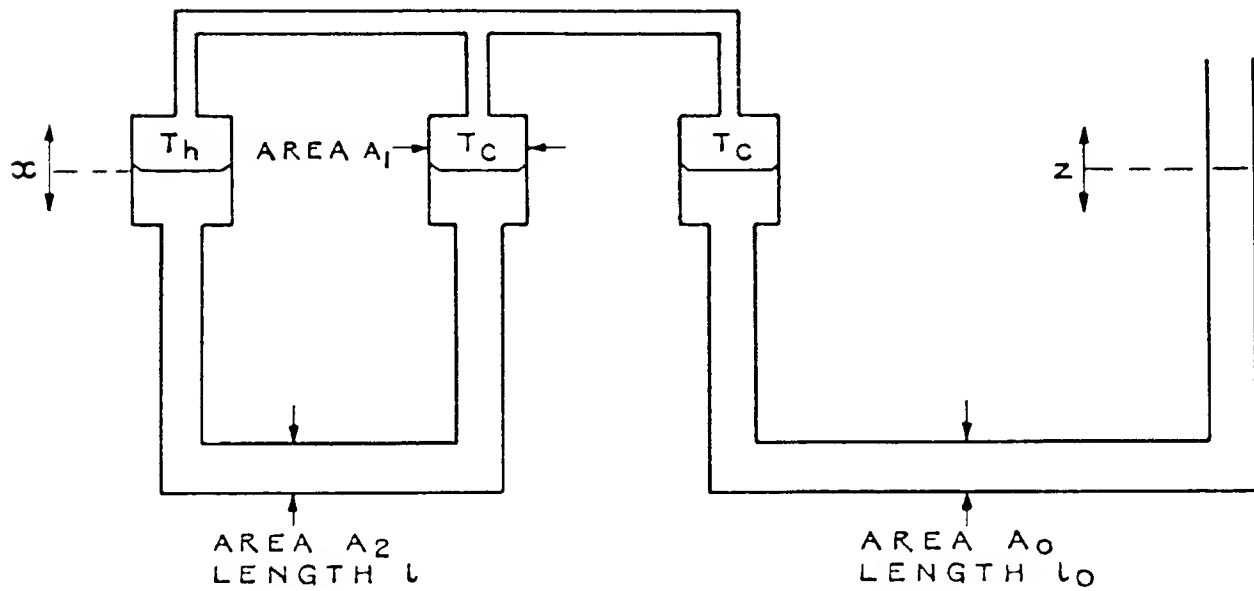 x
Th
AREA A1
Tc
Tc
z
AREA A2
LENGTH l
AREA A0
LENGTH l0